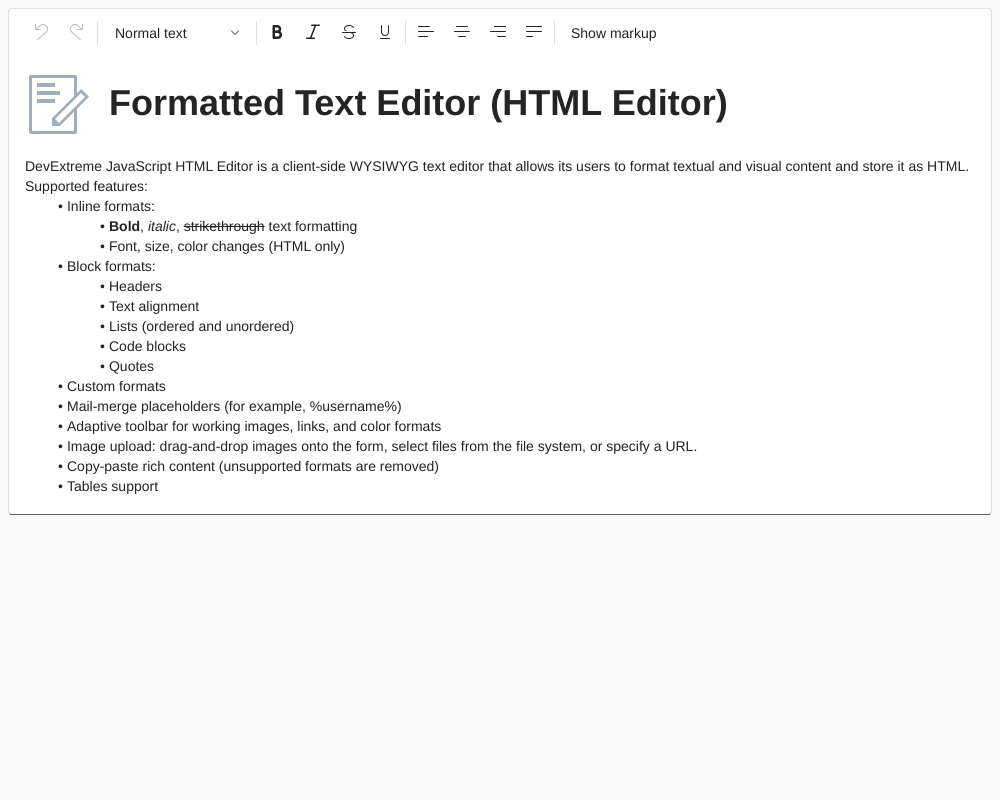 Normal text
Show markup
Formatted Text Editor (HTML Editor)
DevExtreme JavaScript HTML Editor is a client-side WYSIWYG text editor that allows its users to format textual and visual content and store it as HTML.
Supported features:
• Inline formats:
• Bold, italic, strikethrough text formatting
• Font, size, color changes (HTML only)
• Block formats:
• Headers
• Text alignment
• Lists (ordered and unordered)
• Code blocks
• Quotes
• Custom formats
• Mail-merge placeholders (for example, %username%)
• Adaptive toolbar for working images, links, and color formats
• Image upload: drag-and-drop images onto the form, select files from the file system, or specify a URL.
• Copy-paste rich content (unsupported formats are removed)
• Tables support